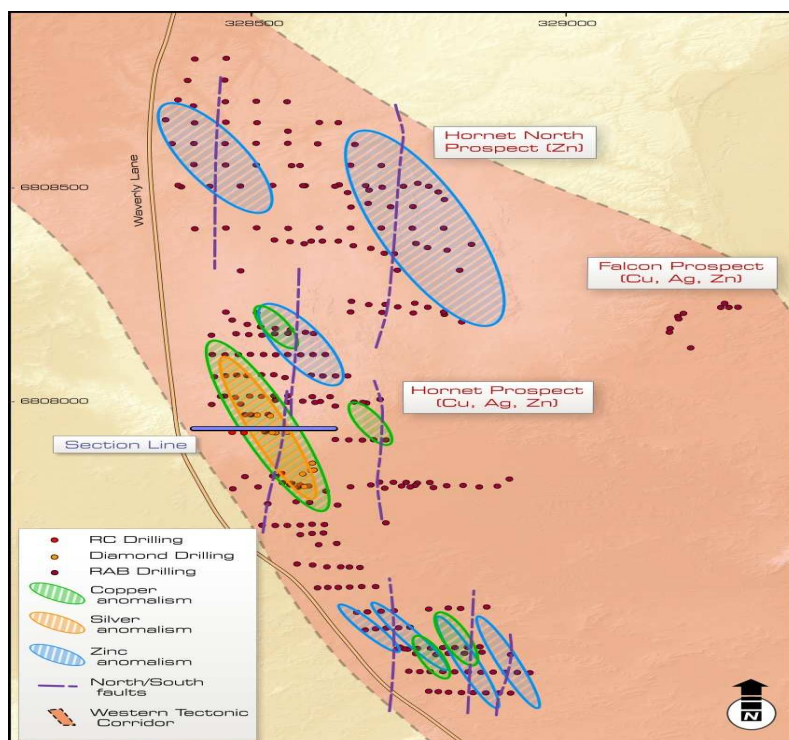 328500
329000
Hornet North
Prospect (Zn)
6808500
Waverly Lane
Falcon Prospect
(Cu, Ag, Zn)
6808000
Hornet Prospect
(Cu, Ag, Zn)
Section Line
RC Drilling
Diamond Drilling
RAB Drilling
Copper
anomalism
Silver
anomalism
Zinc
anomalism
North/South
faults
Western Tectonic
Corridor
N